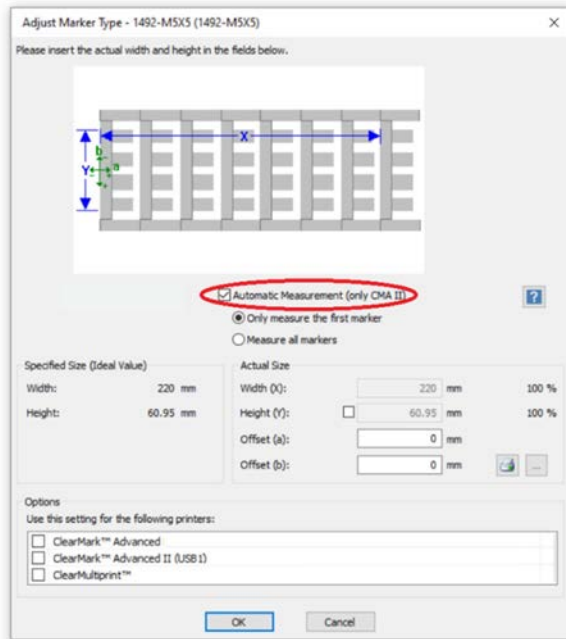 Adjust Marker Type - 1492-M5X5 (1492-M5X5)
Please insert the actual width and height in the fields below.
X
b
Y
a
Automatic Measurement (only CMA II)
Only measure the first marker
Measure all markers
Specified Size (Ideal Value)
Width: 220 mm
Height: 60.95 mm
Actual Size
Width (X): 220 mm 100 %
Height (Y): 60.95 mm 100 %
Offset (a): 0 mm
Offset (b): 0 mm ...
Options
Use this setting for the following printers:
ClearMark™ Advanced
ClearMark™ Advanced II (USB1)
ClearMultiprint™
OK Cancel